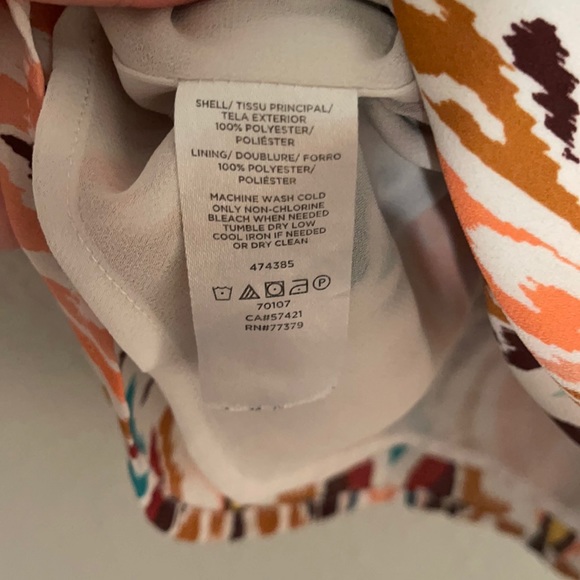 SHELL/ TISSU PRINCIPAL/
TELA EXTERIOR
100% POLYESTER/
POLIÉSTER
LINING/ DOUBLURE/ FORRO
100% POLYESTER/
POLIÉSTER
MACHINE WASH COLD
ONLY NON-CHLORINE
BLEACH WHEN NEEDED
TUMBLE DRY LOW
COOL IRON IF NEEDED
OR DRY CLEAN
474385
P
70107
CA#57421
RN#77379